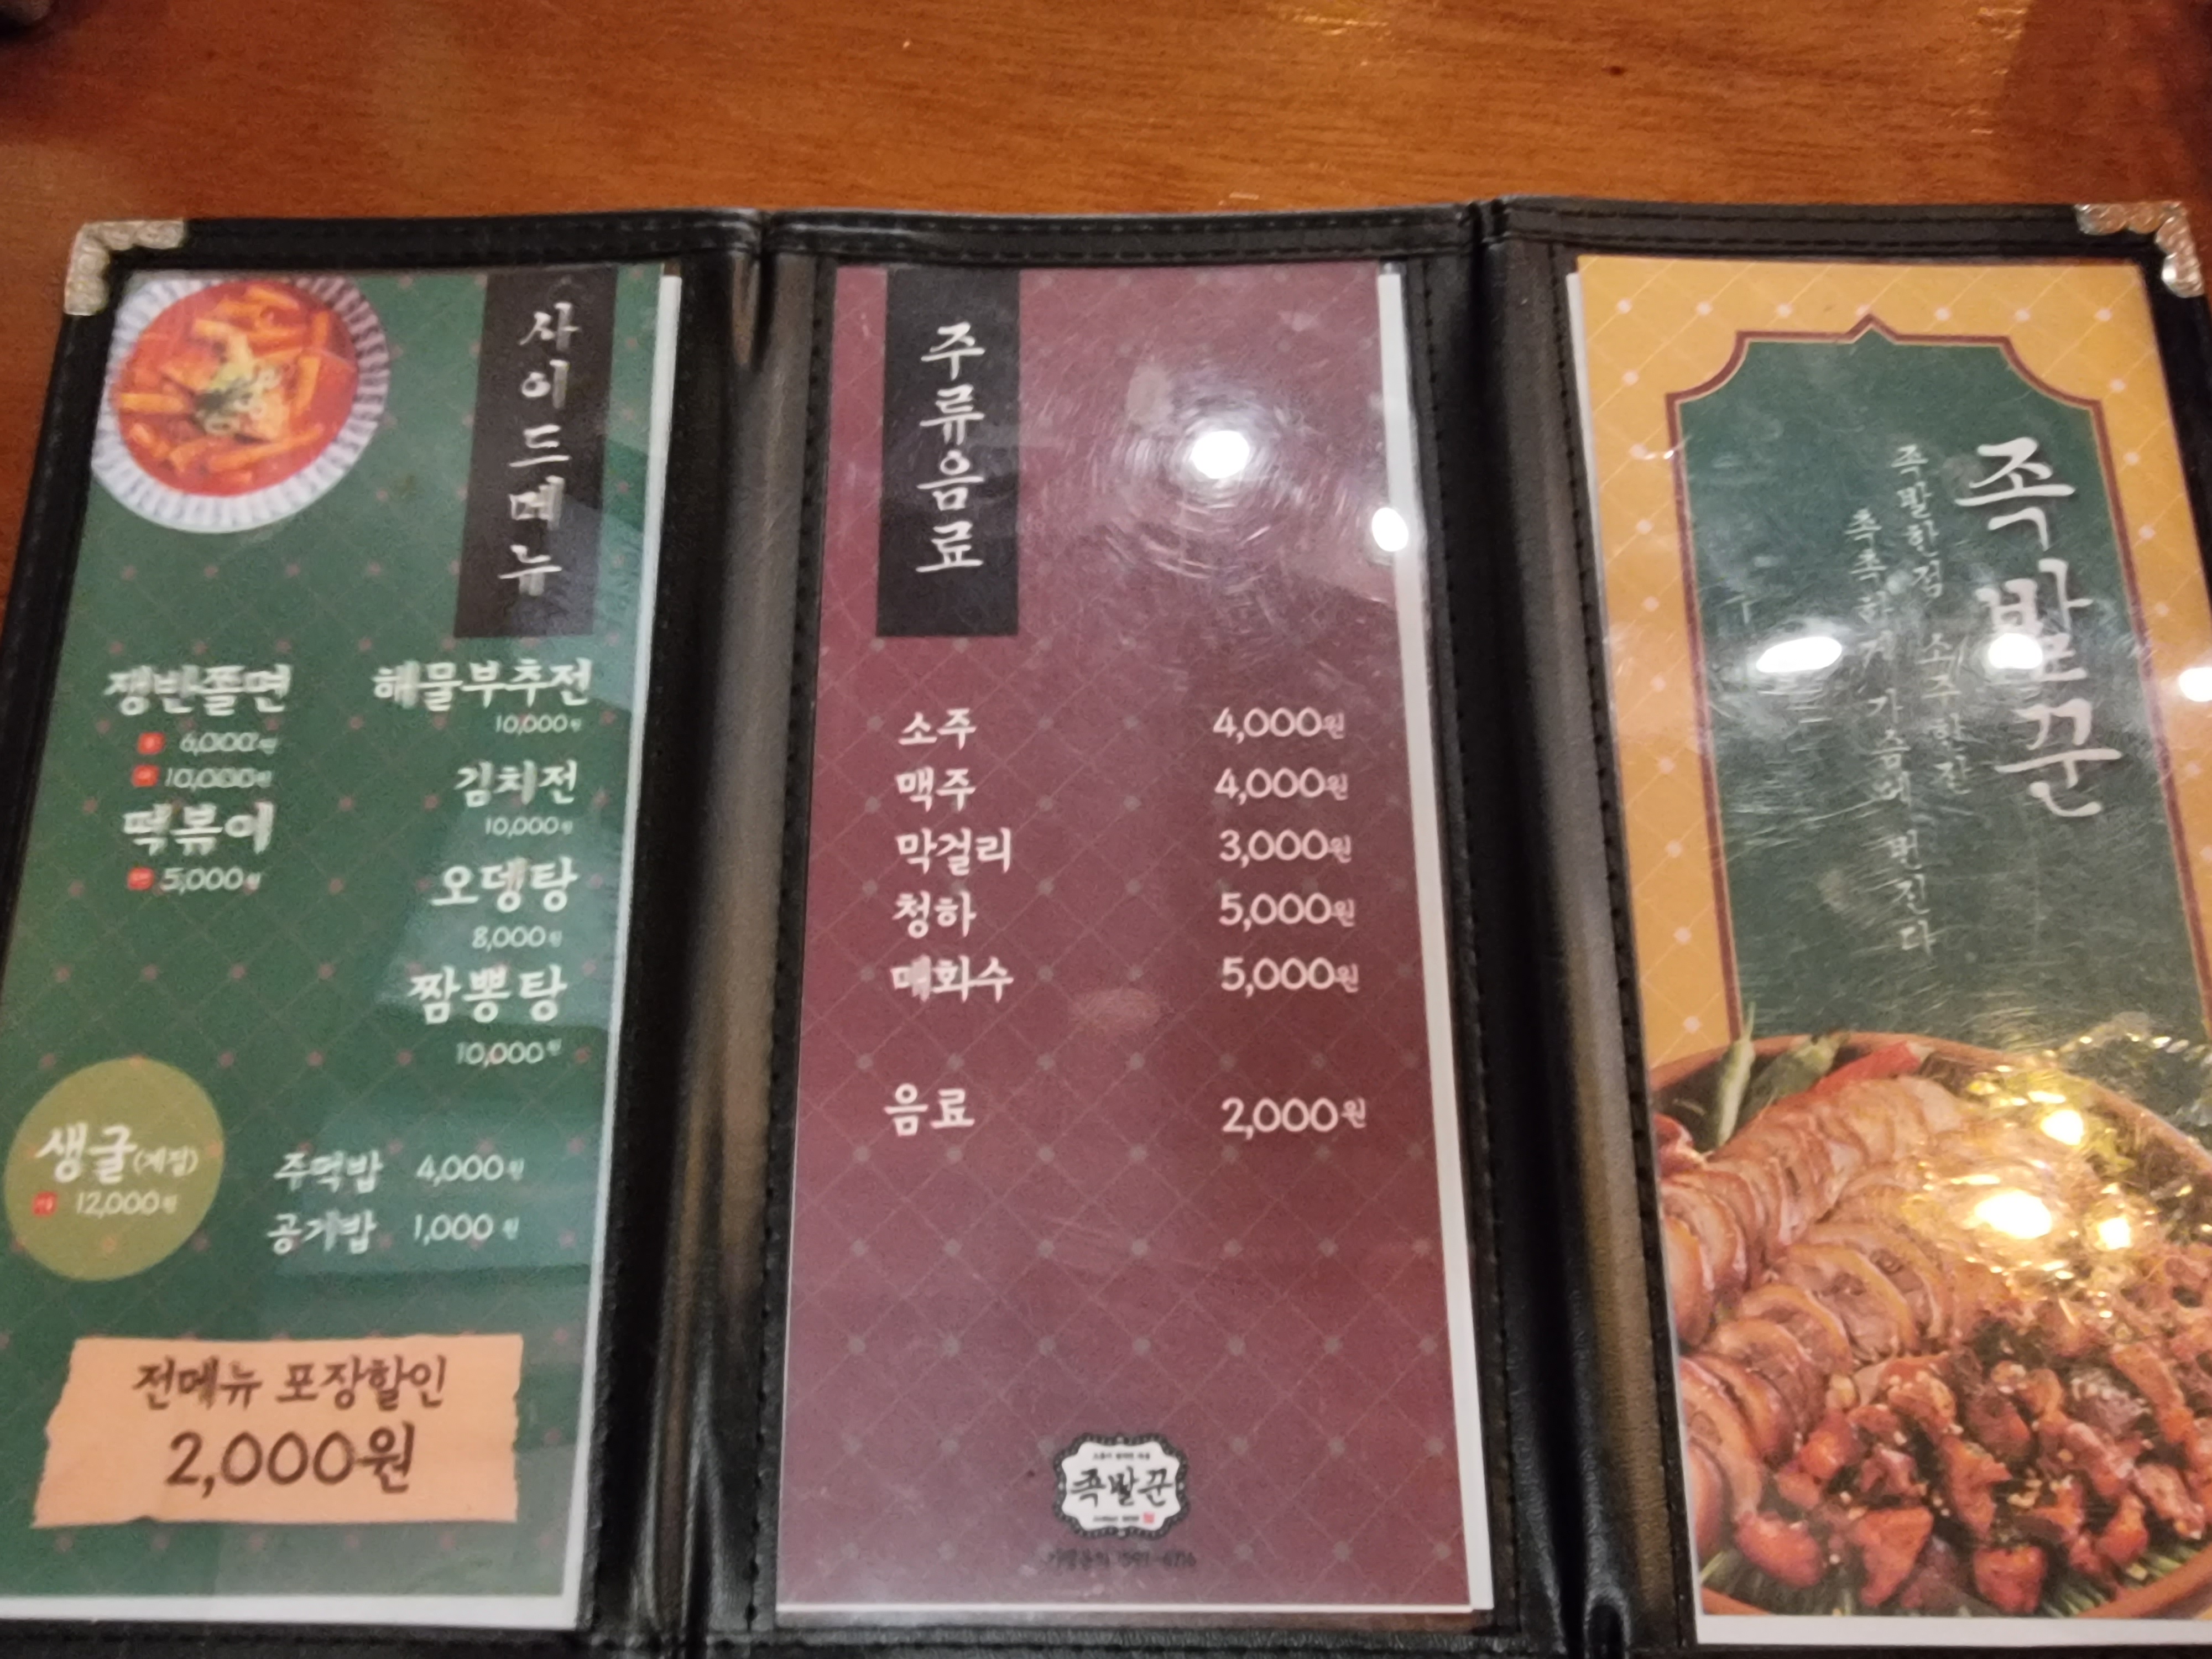 사이드메뉴
쟁반쫄면
6,000원
10,000원
떡볶이
5,000원
해물부추전
10,000원
김치전
10,000원
오뎅탕
8,000원
짬뽕탕
10,000원
생굴(계절)
12,000원
주먹밥 4,000원
공기밥 1,000원
전메뉴 포장할인
2,000원
주류음료
소주 4,000원
맥주 4,000원
막걸리 3,000원
청하 5,000원
매화수 5,000원
음료 2,000원
족발꾼
족발꾼
족발한점 소주한잔
촉촉하게 가슴에 번진다